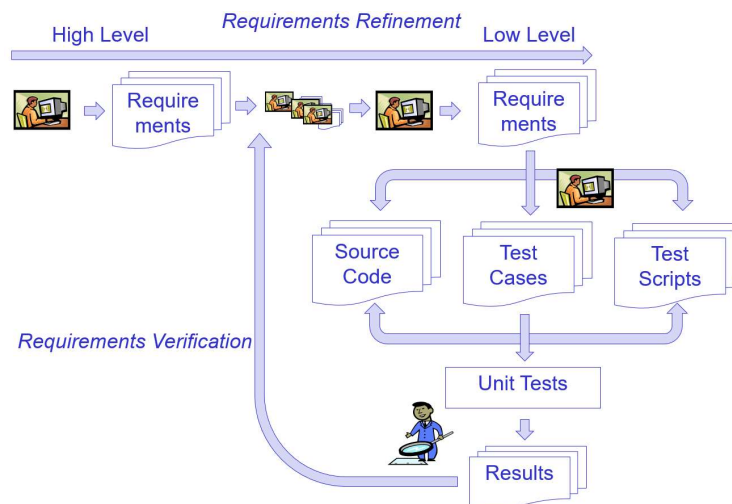 Requirements Refinement
High Level
Low Level
Require
ments
Require
ments
Source
Code
Test
Cases
Test
Scripts
Requirements Verification
Unit Tests
Results